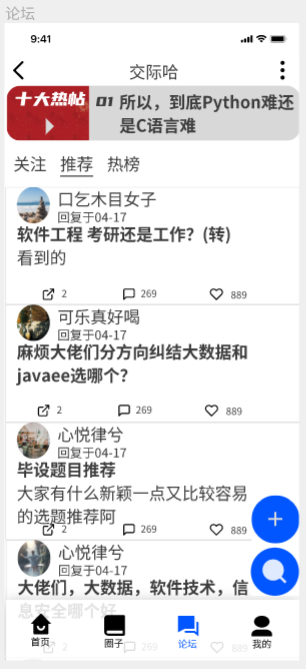 论坛
9:41
交际哈
十大热帖
01 所以，到底Python难还
是C语言难
关注 推荐 热榜
口乞木目女子
回复于04-17
软件工程 考研还是工作？(转)
看到的
2 269 889
可乐真好喝
回复于04-17
麻烦大佬们分方向纠结大数据和
javaee选哪个？
2 269 889
心悦律兮
回复于04-17
毕设题目推荐
大家有什么新颖一点又比较容易
的选题推荐阿
2 269 889
心悦律兮
回复于04-17
大佬们，大数据，软件技术，信
息安全哪个好
2 269 889
首页 圈子 论坛 我的